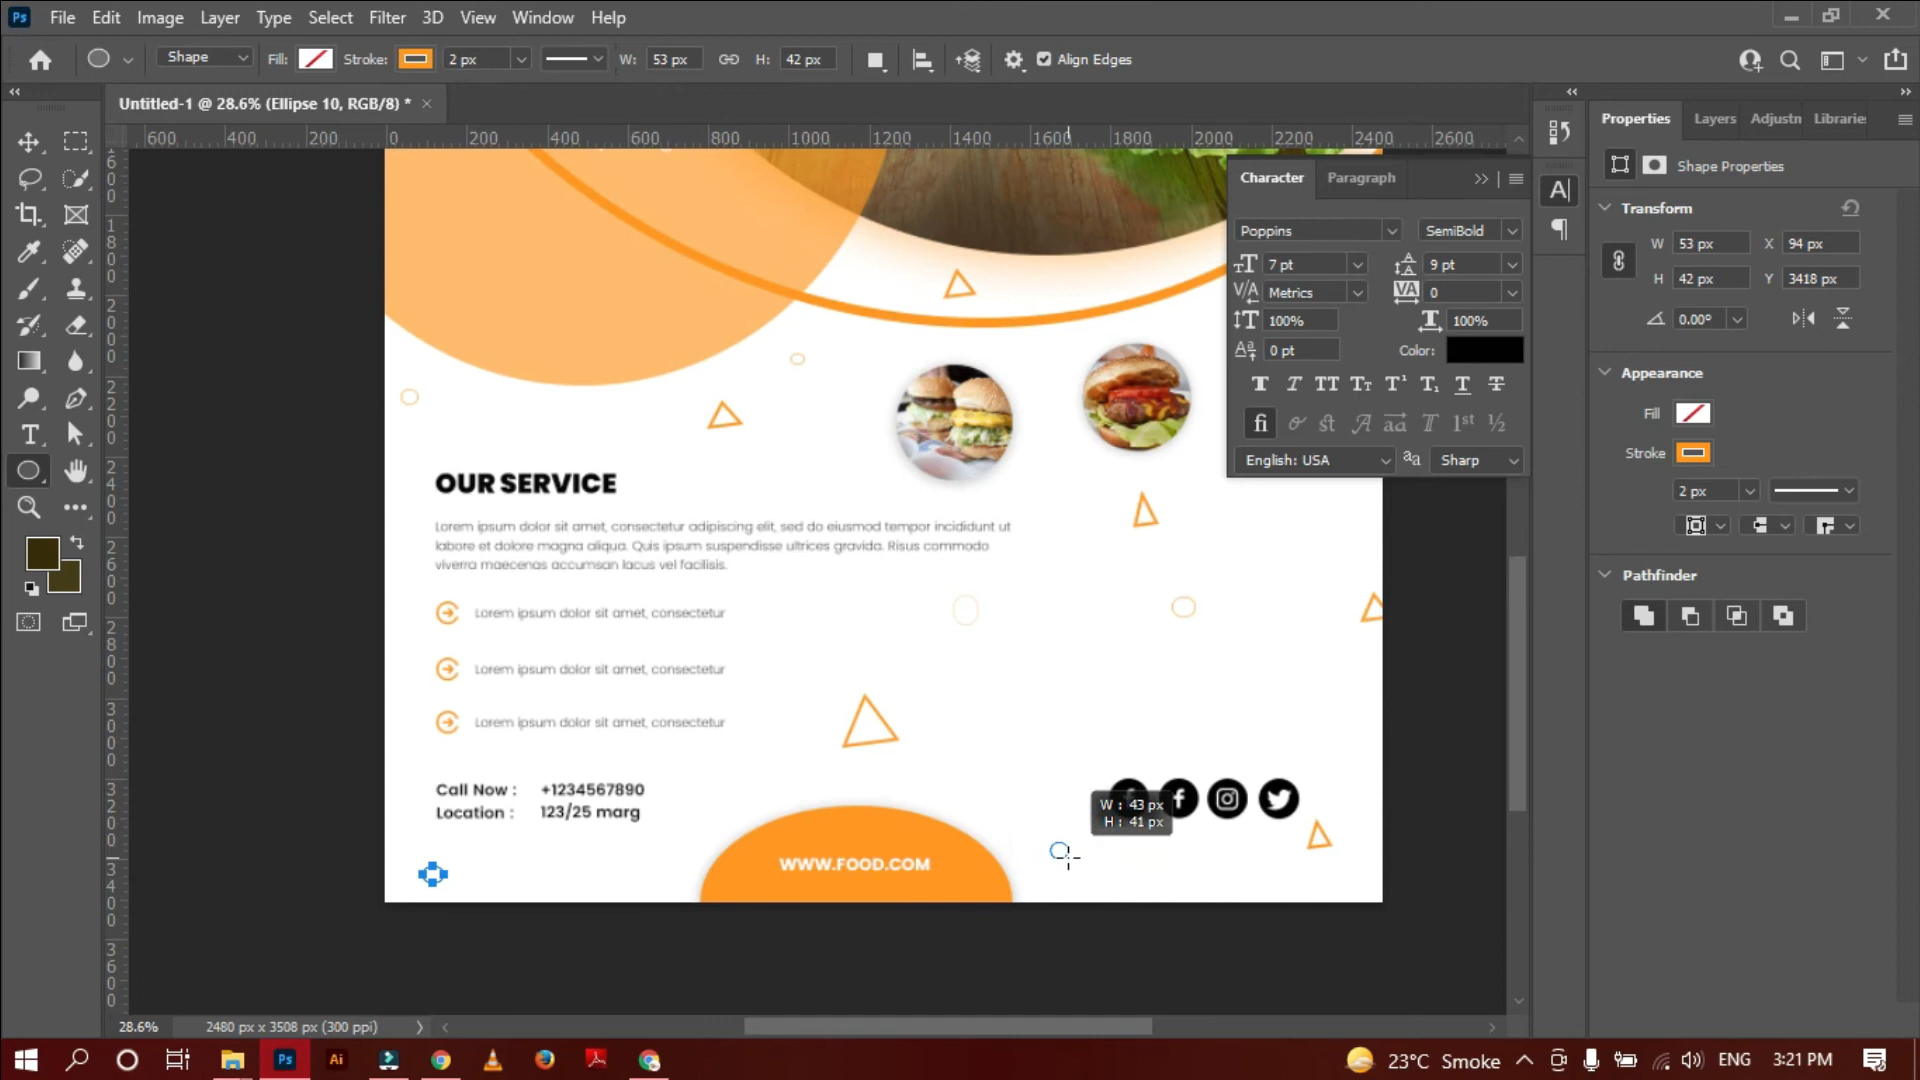 Ps File Edit Image Layer Type Select Filter 3D View Window Help
Shape Fill: Stroke: 2 px W: 53 px H: 42 px Align Edges
Untitled-1 @ 28.6% (Ellipse 10, RGB/8) *
600 400 200 0 200 400 600 800 1000 1200 1400 1600 1800 2000 2200 2400 2600
Properties Layers Adjustn Librarie
Shape Properties
Transform
W 53 px X 94 px
H 42 px Y 3418 px
0.00°
Appearance
Fill
Stroke
2 px
Pathfinder
Character Paragraph
Poppins SemiBold
7 pt 9 pt
Metrics 0
100% 100%
0 pt Color:
English: USA Sharp
OUR SERVICE
Lorem ipsum dolor sit amet, consectetur adipiscing elit, sed do eiusmod tempor incididunt ut
labore et dolore magna aliqua. Quis ipsum suspendisse ultrices gravida. Risus commodo
viverra maecenas accumsan lacus vel facilisis.
Lorem ipsum dolor sit amet, consectetur
Lorem ipsum dolor sit amet, consectetur
Lorem ipsum dolor sit amet, consectetur
Call Now : +1234567890
Location : 123/25 marg
WWW.FOOD.COM
W : 43 px
H : 41 px
28.6% 2480 px x 3508 px (300 ppi)
Ps Ai 23°C Smoke ENG 3:21 PM